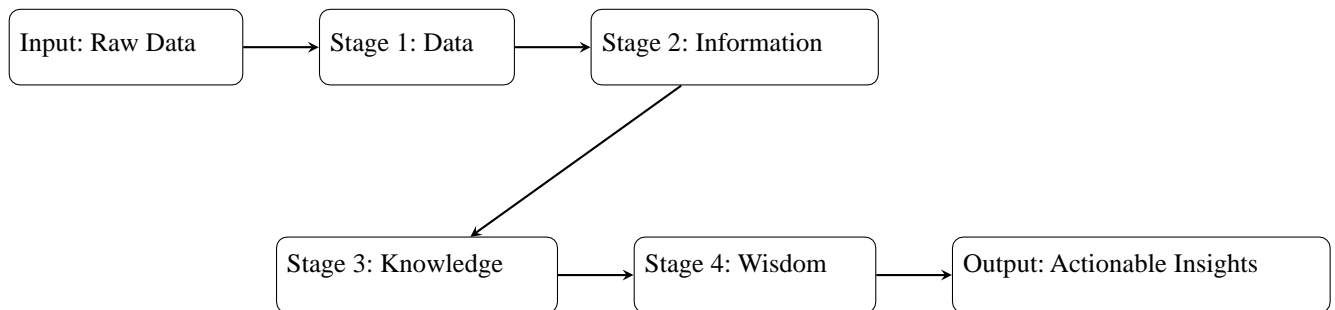 Input: Raw Data
Stage 1: Data
Stage 2: Information
Stage 3: Knowledge
Stage 4: Wisdom
Output: Actionable Insights